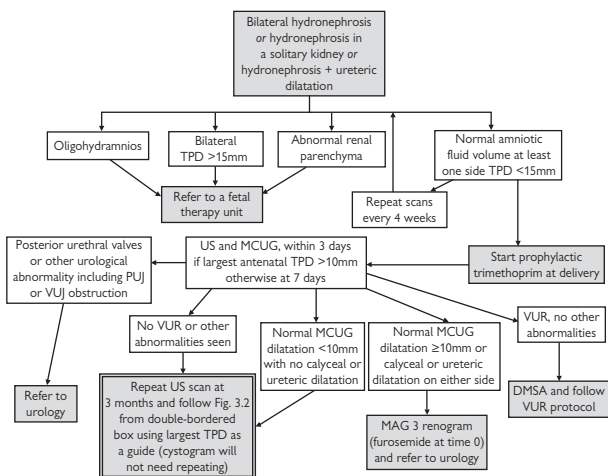 Bilateral hydronephrosis
or hydronephrosis in
a solitary kidney or
hydronephrosis + ureteric
dilatation
Oligohydramnios
Bilateral
TPD >15mm
Abnormal renal
parenchyma
Normal amniotic
fluid volume at least
one side TPD <15mm
Refer to a fetal
therapy unit
Repeat scans
every 4 weeks
Posterior urethral valves
or other urological
abnormality including PUJ
or VUJ obstruction
US and MCUG, within 3 days
if largest antenatal TPD >10mm
otherwise at 7 days
Start prophylactic
trimethoprim at delivery
No VUR or other
abnormalities seen
Normal MCUG
dilatation <10mm
with no calyceal or
ureteric dilatation
Normal MCUG
dilatation ≥10mm or
calyceal or ureteric
dilatation on either side
VUR, no other
abnormalities
Refer to
urology
Repeat US scan at
3 months and follow Fig. 3.2
from double-bordered
box using largest TPD as
a guide (cystogram will
not need repeating)
MAG 3 renogram
(furosemide at time 0)
and refer to urology
DMSA and follow
VUR protocol